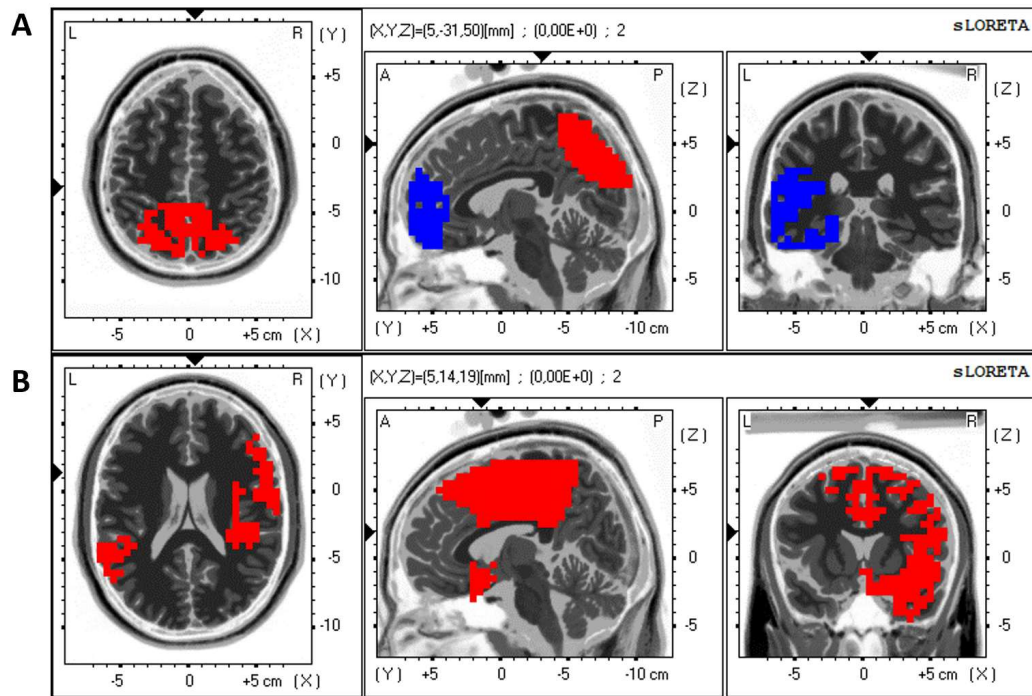 A
L R (Y)
+5
0
-5
-10
-5 0 +5 cm (X)
(X,Y,Z)=(5,-31,50)[mm] ; (0,00E+0) ; 2
sLORETA
A P (Z)
+5
0
-5
(Y) +5 0 -5 -10 cm
L R (Z)
+5
0
-5
-5 0 +5 cm (X)
B
L R (Y)
+5
0
-5
-10
-5 0 +5 cm (X)
(X,Y,Z)=(5,14,19)[mm] ; (0,00E+0) ; 2
sLORETA
A P (Z)
+5
0
-5
(Y) +5 0 -5 -10 cm
L R (Z)
+5
0
-5
-5 0 +5 cm (X)